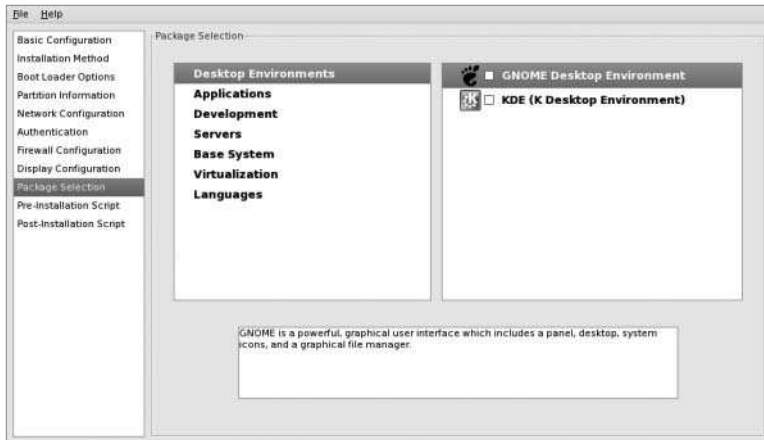 File Help
Basic Configuration
Installation Method
Boot Loader Options
Partition Information
Network Configuration
Authentication
Firewall Configuration
Display Configuration
Package Selection
Pre-Installation Script
Post-Installation Script
Package Selection
Desktop Environments
Applications
Development
Servers
Base System
Virtualization
Languages
GNOME Desktop Environment
KDE (K Desktop Environment)
GNOME is a powerful, graphical user interface which includes a panel, desktop, system
icons, and a graphical file manager.